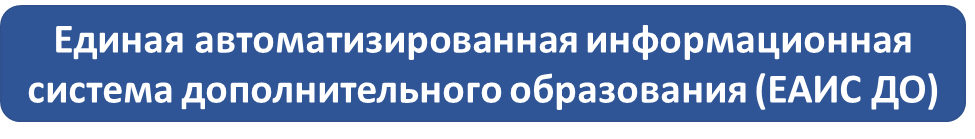 Единая автоматизированная информационная
система дополнительного образования (ЕАИС ДО)